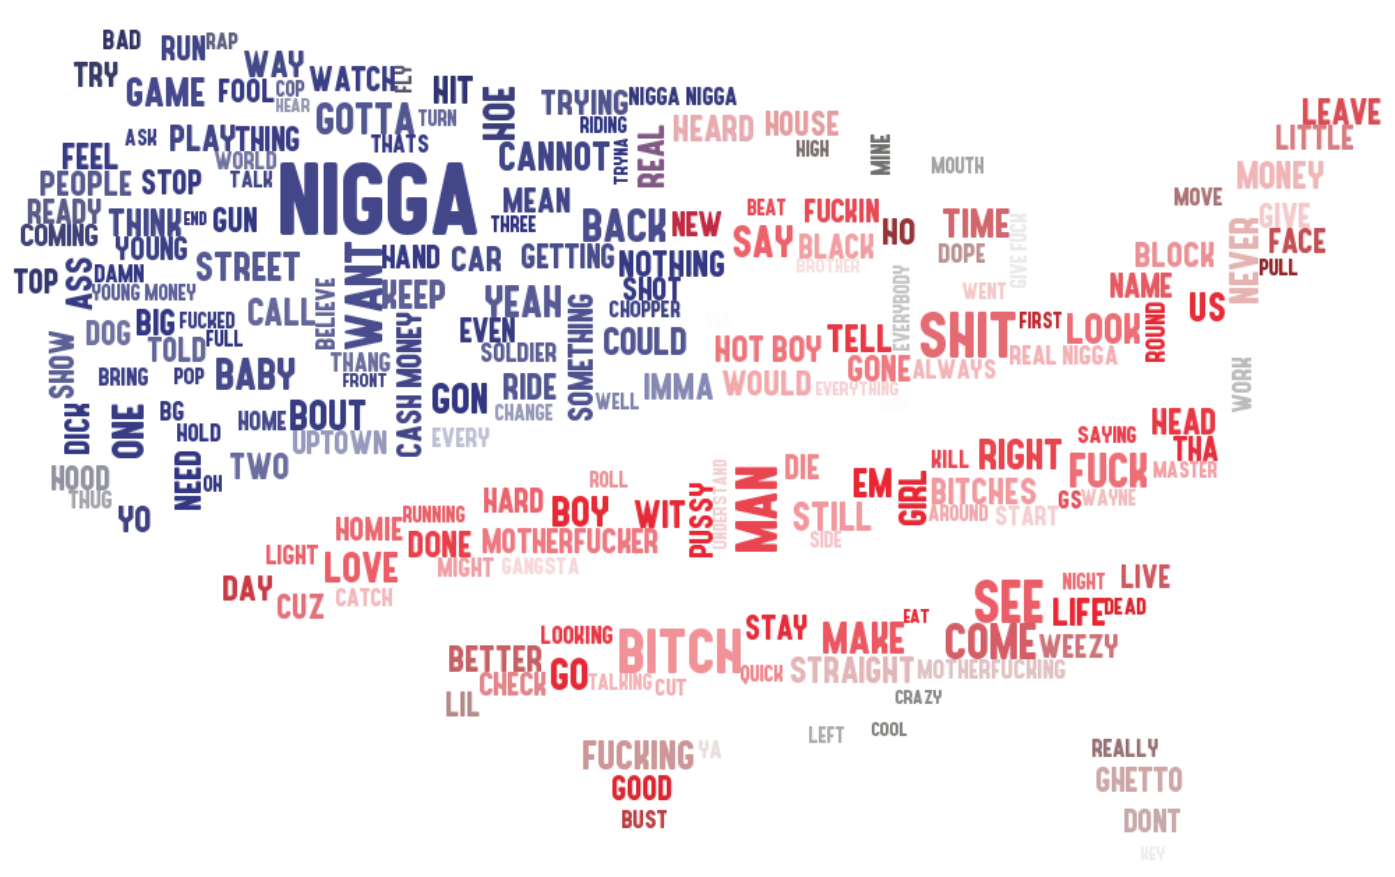 BAD
RUN
RAP
WAY
TRY
GAME
FOOL
COP
HEAR
WATCH
FLY
HIT
HOE
TRYING
NIGGA NIGGA
GOTTA
TURN
RIDING
REAL
HEARD
HOUSE
LEAVE
LITTLE
ASK
PLAY
THING
THATS
CANNOT
TRYNA
HIGH
MINE
MOUTH
FEEL
WORLD
TALK
PEOPLE
STOP
NIGGA
MEAN
MONEY
MOVE
READY
THINK
END
GUN
THREE
BACK
NEW
BEAT
FUCKIN
HO
TIME
GIVE FUCK
NEVER
GIVE
COMING
YOUNG
SAY
BLACK
BROTHER
DOPE
BLOCK
FACE
PULL
TOP
ASS
DAMN
YOUNG MONEY
STREET
WANT
HAND
CAR
GETTING
NOTHING
SHOT
CHOPPER
EVERYBODY
WENT
NAME
US
BELIEVE
KEEP
YEAH
DOG
BIG
FUCKED
FULL
CALL
CASH MONEY
EVEN
SOLDIER
SOMETHING
COULD
HOT BOY
TELL
SHIT
FIRST
LOOK
ROUND
SHOW
TOLD
THANG
FRONT
GONE
ALWAYS
REAL NIGGA
WORK
BRING
POP
BABY
GON
RIDE
CHANGE
WELL
IMMA
WOULD
EVERYTHING
DICK
ONE
BG
HOLD
HOME
BOUT
UPTOWN
EVERY
HEAD
THA
SAYING
HOOD
THUG
NEED
OH
TWO
YO
ROLL
UNDERSTAND
MAN
DIE
EM
GIRL
KILL
RIGHT
FUCK
MASTER
HARD
BOY
WIT
PUSSY
STILL
SIDE
BITCHES
AROUND
START
GS
WAYNE
HOMIE
RUNNING
DONE
MOTHERFUCKER
LIGHT
LOVE
MIGHT
GANGSTA
DAY
CUZ
CATCH
SEE
NIGHT
LIVE
LIFE
DEAD
LOOKING
BITCH
STAY
MAKE
EAT
COME
WEEZY
BETTER
CHECK
GO
TALKING
CUT
QUICK
STRAIGHT
MOTHERFUCKING
LIL
CRAZY
LEFT
COOL
FUCKING
YA
REALLY
GOOD
GHETTO
BUST
DONT
KEY